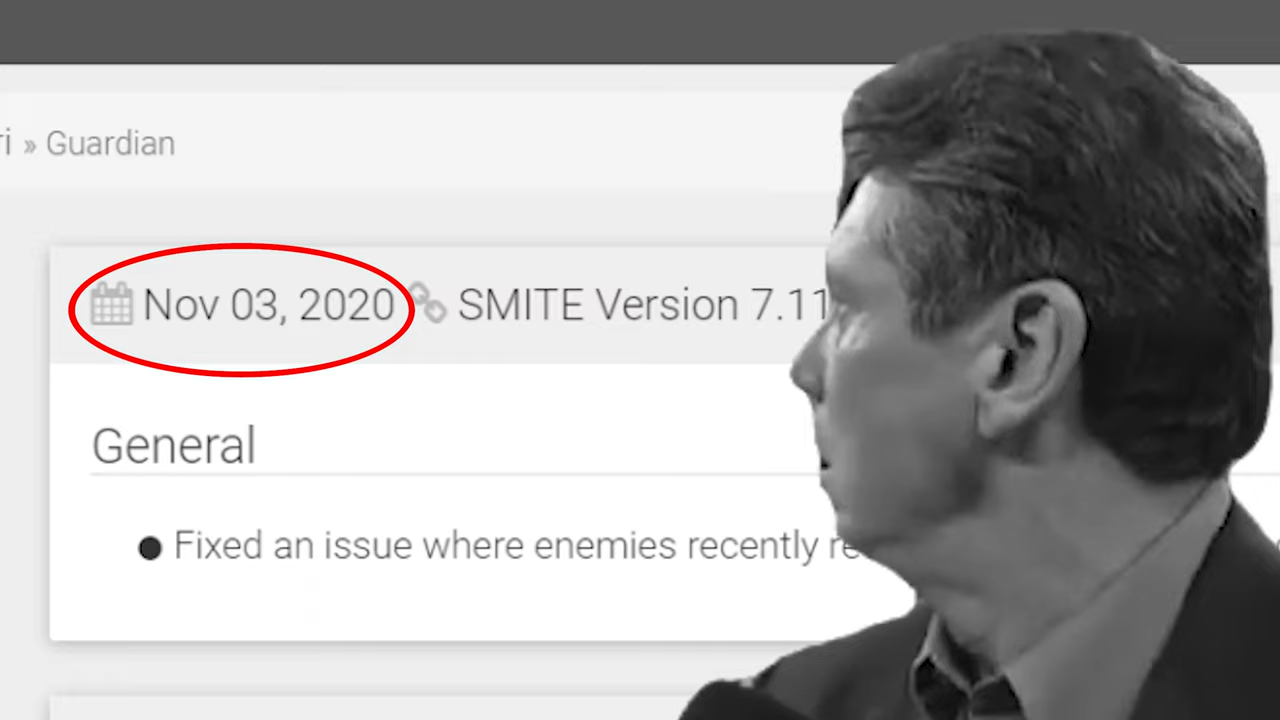 » Guardian
Nov 03, 2020 SMITE Version 7.11
General
Fixed an issue where enemies recently